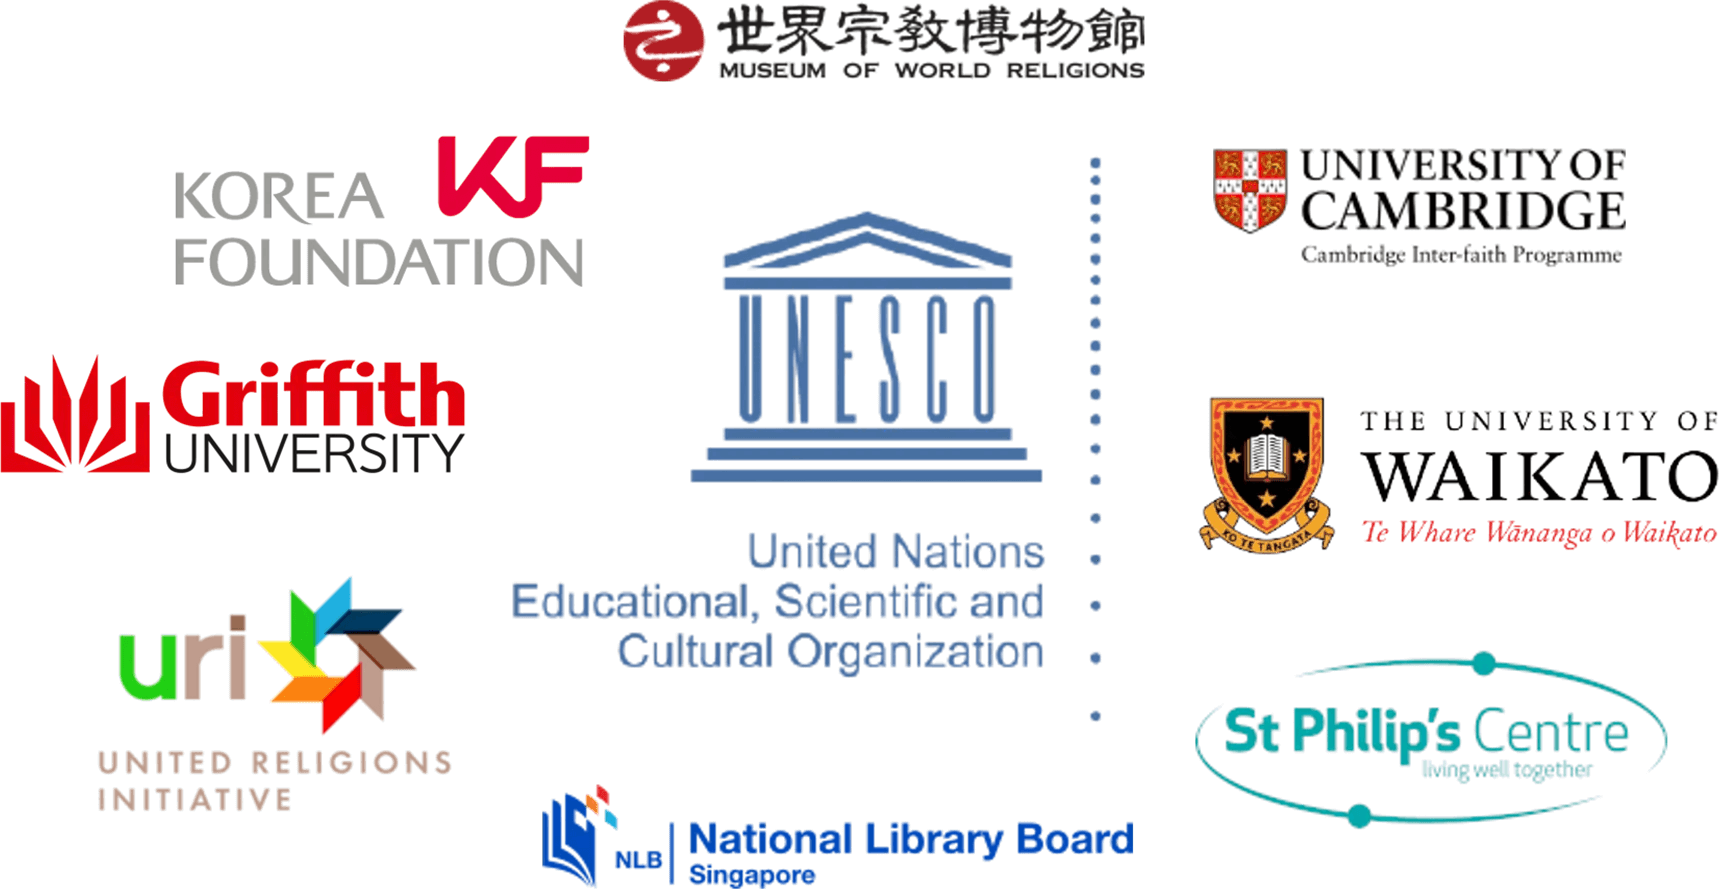 世界宗教博物館
MUSEUM OF WORLD RELIGIONS
KF
KOREA
FOUNDATION
UNIVERSITY OF
CAMBRIDGE
Cambridge Inter-faith Programme
UNESCO
United Nations
Educational, Scientific and
Cultural Organization
Griffith
UNIVERSITY
THE UNIVERSITY OF
WAIKATO
Te Whare Wānanga o Waikato
KO TE TANGATA
uri
UNITED RELIGIONS
INITIATIVE
St Philip's Centre
living well together
NLB
National Library Board
Singapore